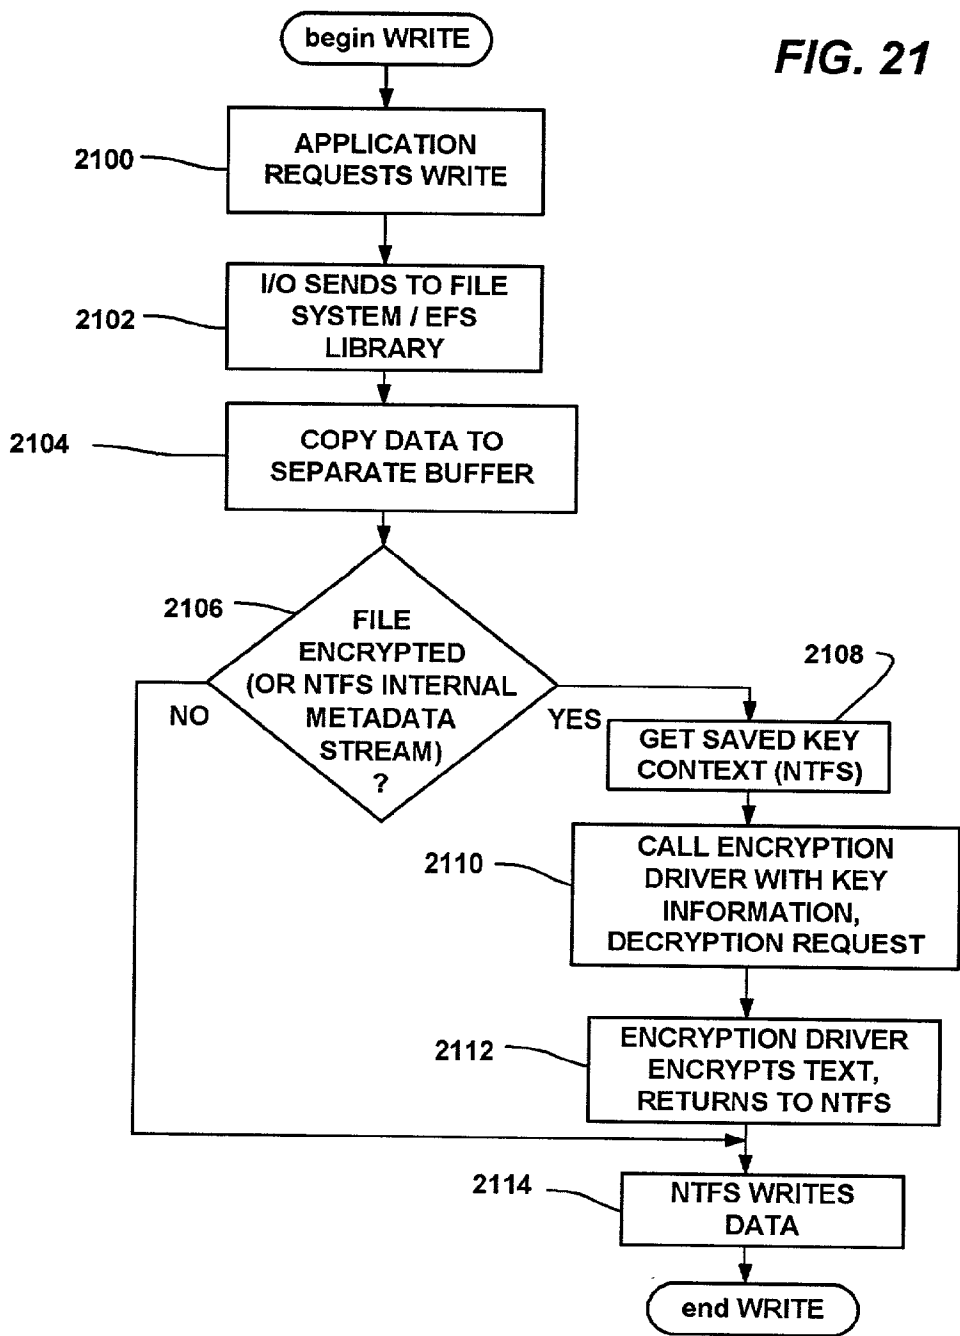 begin WRITE
FIG. 21
2100
APPLICATION
REQUESTS WRITE
2102
I/O SENDS TO FILE
SYSTEM / EFS
LIBRARY
2104
COPY DATA TO
SEPARATE BUFFER
2106
FILE
ENCRYPTED
(OR NTFS INTERNAL
METADATA
STREAM)
?
NO
YES
2108
GET SAVED KEY
CONTEXT (NTFS)
2110
CALL ENCRYPTION
DRIVER WITH KEY
INFORMATION,
DECRYPTION REQUEST
2112
ENCRYPTION DRIVER
ENCRYPTS TEXT,
RETURNS TO NTFS
2114
NTFS WRITES
DATA
end WRITE